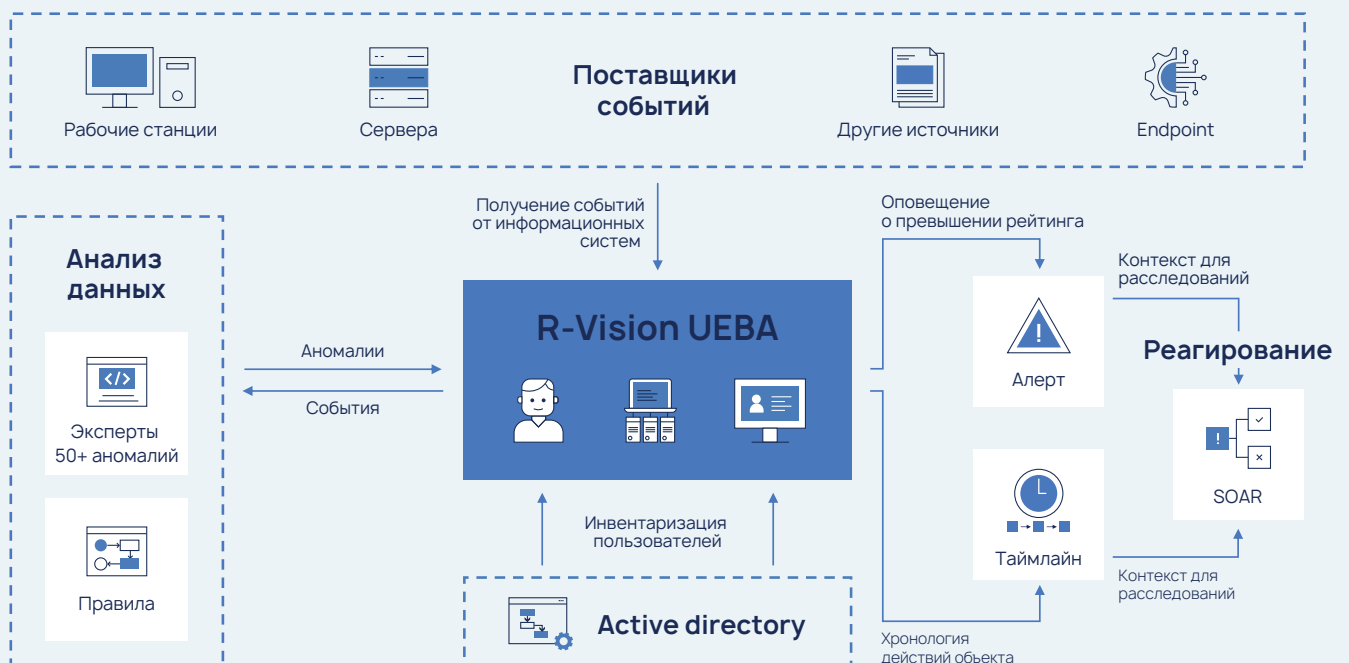 Поставщики
событий
Рабочие станции
Сервера
Другие источники
Endpoint
Получение событий
от информационных
систем
Оповещение
о превышении рейтинга
Анализ
данных
Эксперты
50+ аномалий
Правила
Аномалии
События
R-Vision UEBA
Инвентаризация
пользователей
Active directory
Алерт
Таймлайн
Контекст для
расследований
Реагирование
SOAR
Контекст для
расследований
Хронология
действий объекта